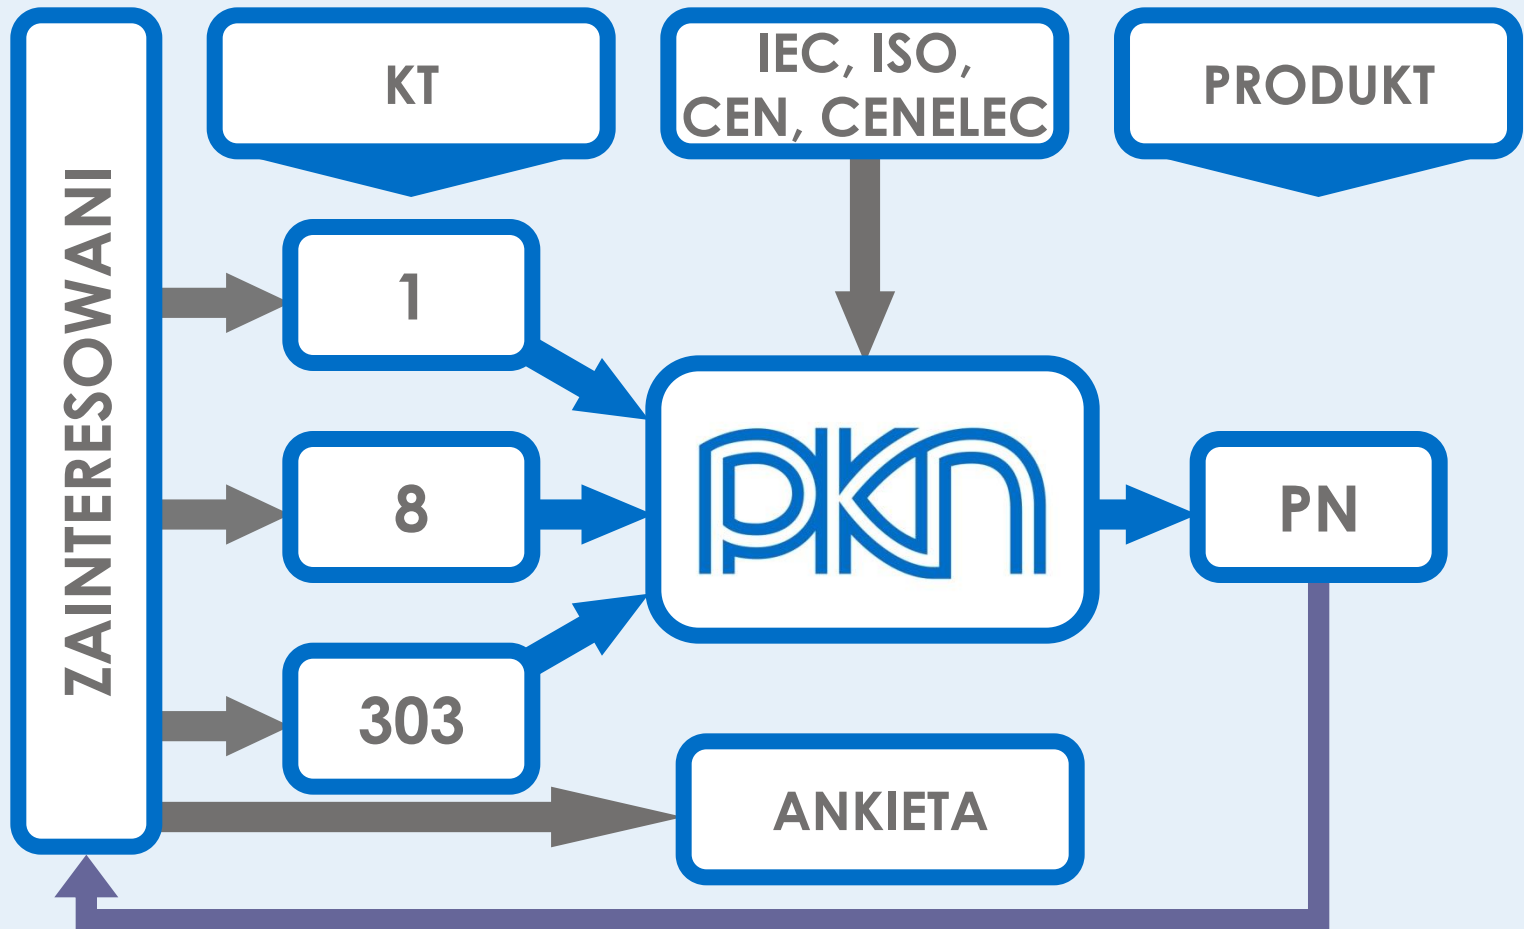 ZAINTERESOWANI
KT
IEC, ISO,
CEN, CENELEC
PRODUKT
1
8
303
pkn
PN
ANKIETA